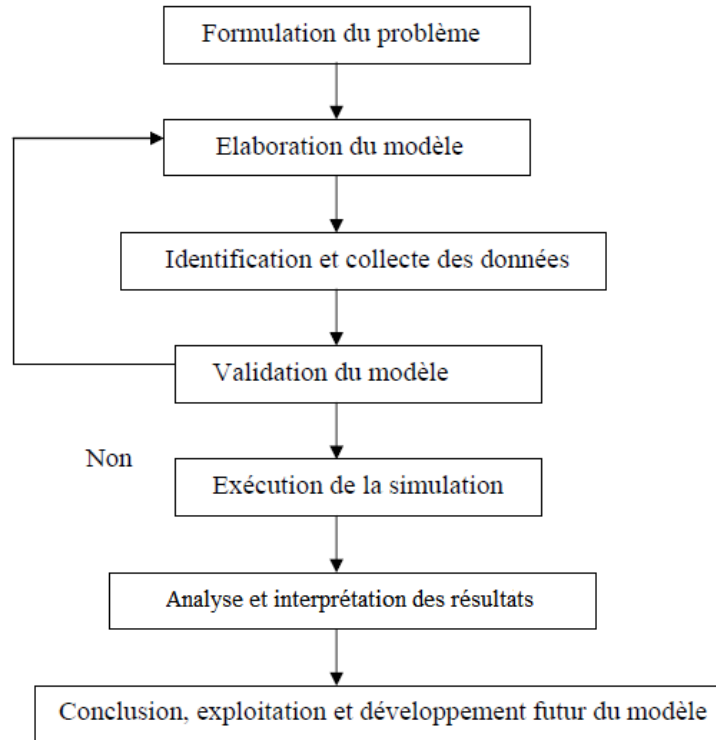 Formulation du problème
Elaboration du modèle
Identification et collecte des données
Validation du modèle
Non
Exécution de la simulation
Analyse et interprétation des résultats
Conclusion, exploitation et développement futur du modèle